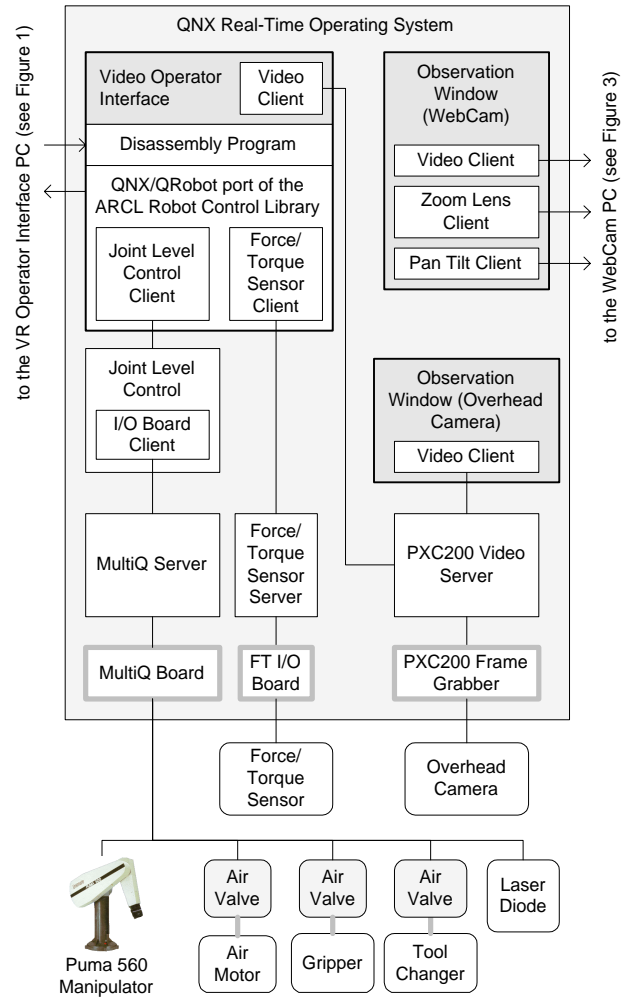 QNX Real-Time Operating System
to the VR Operator Interface PC (see Figure 1)
Video Operator
Interface
Video
Client
Disassembly Program
QNX/QRobot port of the
ARCL Robot Control Library
Joint Level
Control
Client
Force/
Torque
Sensor
Client
Observation
Window
(WebCam)
Video Client
Zoom Lens
Client
Pan Tilt Client
to the WebCam PC (see Figure 3)
Joint Level
Control
I/O Board
Client
Observation
Window (Overhead
Camera)
Video Client
MultiQ Server
Force/
Torque
Sensor
Server
PXC200 Video
Server
MultiQ Board
FT I/O
Board
PXC200 Frame
Grabber
Force/
Torque
Sensor
Overhead
Camera
Puma 560
Manipulator
Air
Valve
Air
Motor
Air
Valve
Gripper
Air
Valve
Tool
Changer
Laser
Diode